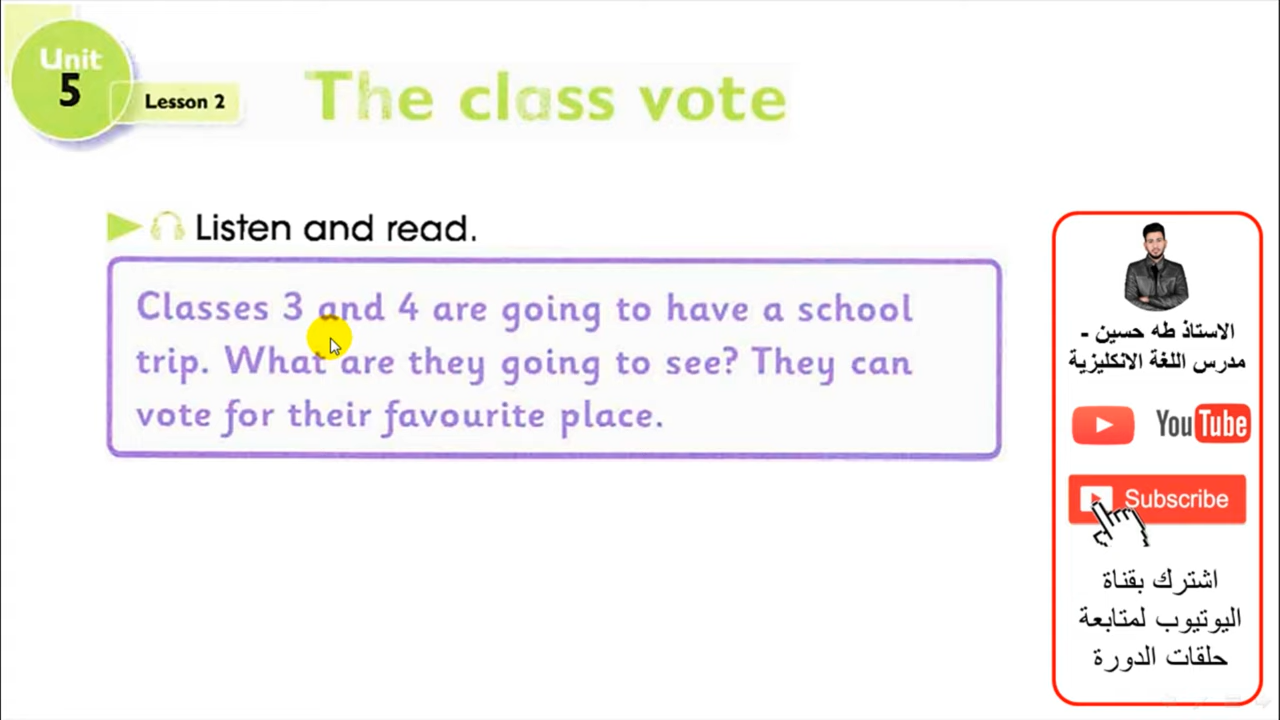 Unit
5
Lesson 2
The class vote
Listen and read.
Classes 3 and 4 are going to have a school
trip. What are they going to see? They can
vote for their favourite place.
الاستاذ طه حسين -
مدرس اللغة الانكليزية
YouTube
Subscribe
اشترك بقناة
اليوتيوب لمتابعة
حلقات الدورة